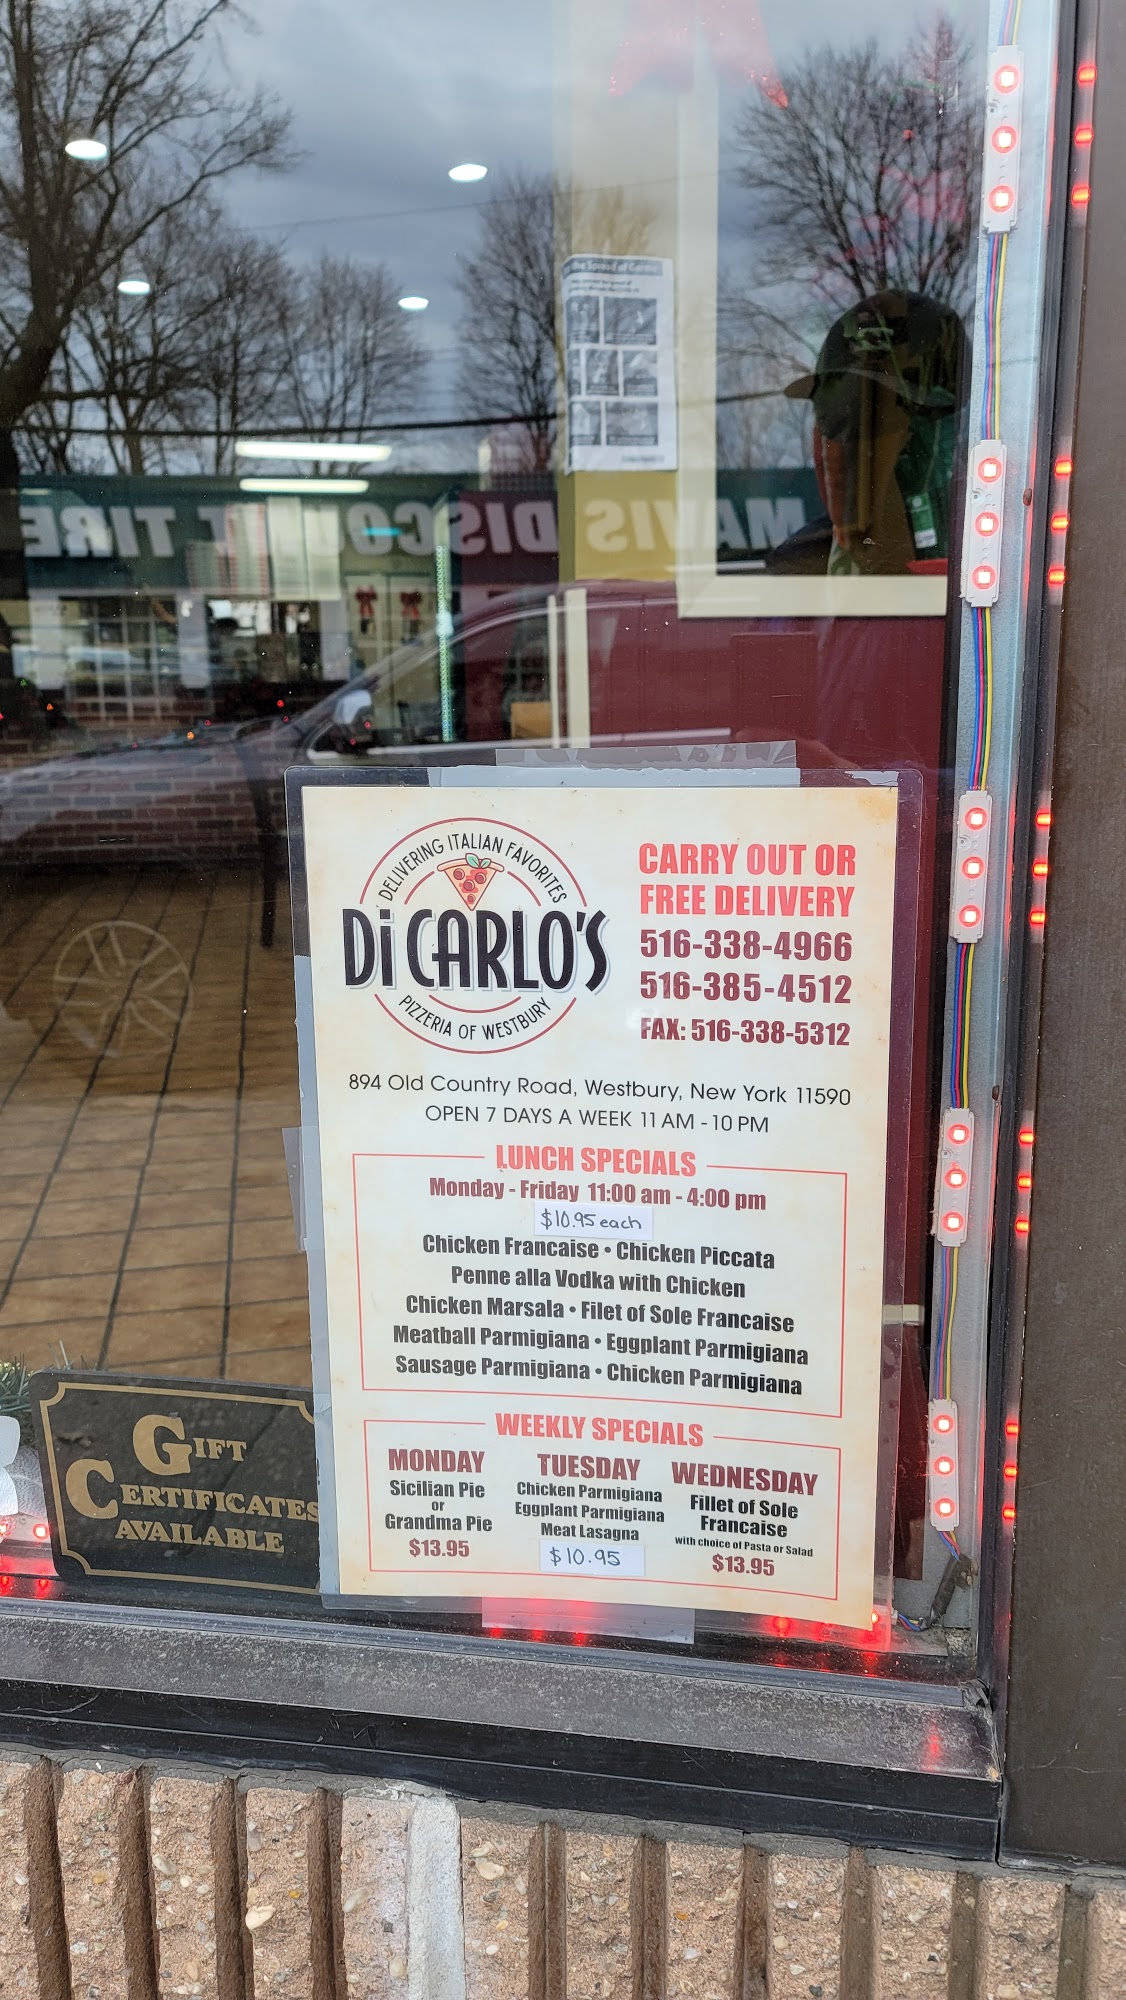 MAVIS DISCOUNT TIRE
DELIVERING ITALIAN FAVORITES
Di CARLO'S
PIZZERIA OF WESTBURY
CARRY OUT OR
FREE DELIVERY
516-338-4966
516-385-4512
FAX: 516-338-5312
894 Old Country Road, Westbury, New York 11590
OPEN 7 DAYS A WEEK 11 AM - 10 PM
LUNCH SPECIALS
Monday - Friday 11:00 am - 4:00 pm
$10.95 each
Chicken Francaise • Chicken Piccata
Penne alla Vodka with Chicken
Chicken Marsala • Filet of Sole Francaise
Meatball Parmigiana • Eggplant Parmigiana
Sausage Parmigiana • Chicken Parmigiana
WEEKLY SPECIALS
MONDAY
Sicilian Pie
or
Grandma Pie
$13.95
TUESDAY
Chicken Parmigiana
Eggplant Parmigiana
Meat Lasagna
$10.95
WEDNESDAY
Fillet of Sole
Francaise
with choice of Pasta or Salad
$13.95
GIFT
CERTIFICATES
AVAILABLE